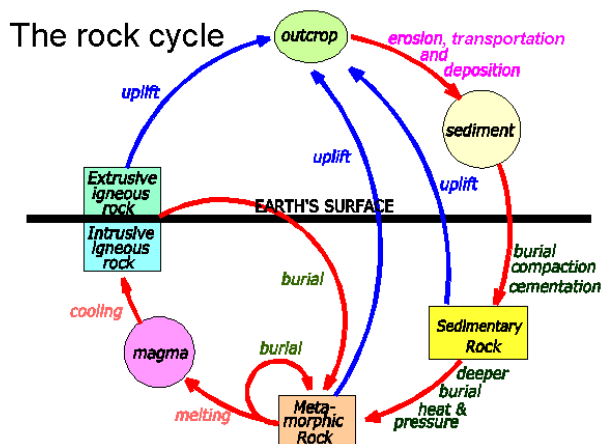 The rock cycle
outcrop
erosion, transportation
and
deposition
uplift
sediment
uplift
uplift
Extrusive
igneous
rock
EARTH'S SURFACE
Intrusive
igneous
rock
burial
compaction
cementation
burial
cooling
Sedimentary
Rock
magma
burial
deeper
burial
heat &
pressure
melting
Meta-
morphic
Rock